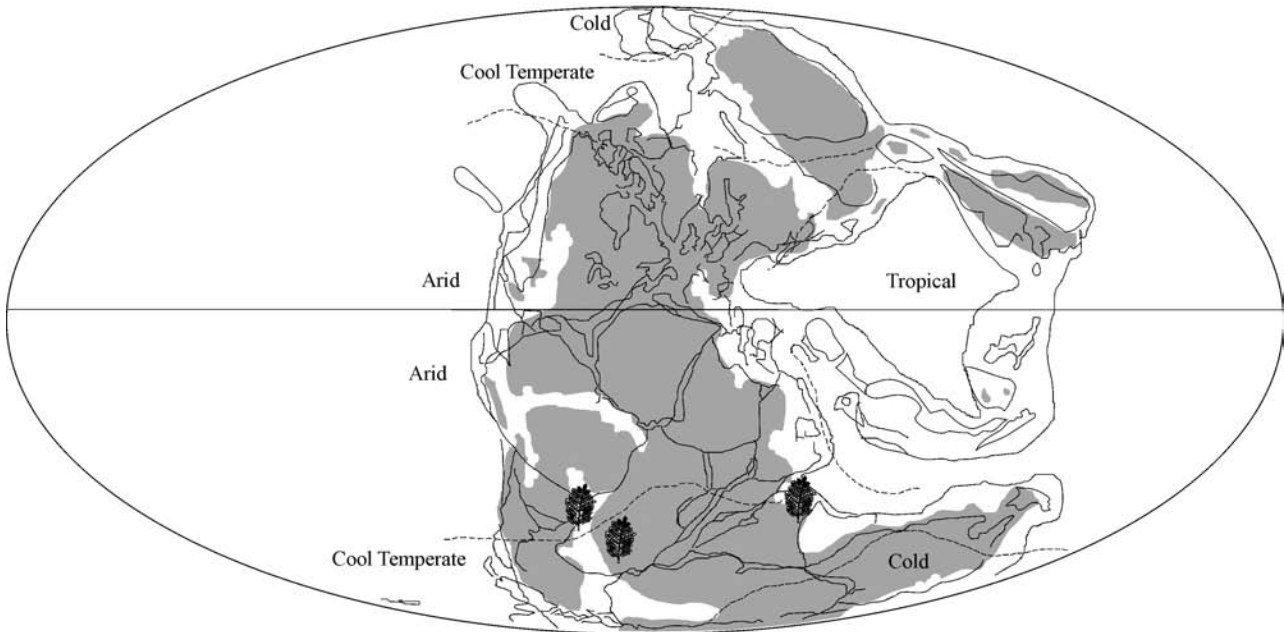 Cold
Cool Temperate
Arid
Tropical
Arid
Cool Temperate
Cold